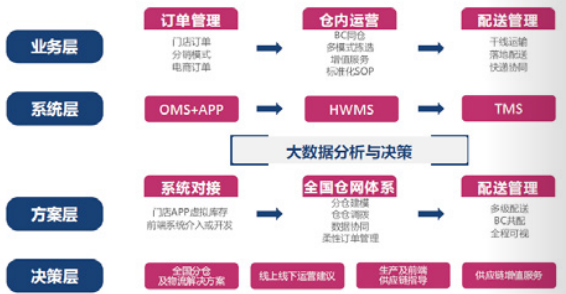 订单管理
仓内运营
配送管理
业务层
门店订单
分销模式
电商订单
BC同仓
多模式拣选
增值服务
标准化SOP
干线运输
落地配送
快递协同
系统层
OMS+APP
HWMS
TMS
大数据分析与决策
系统对接
全国仓网体系
配送管理
方案层
门店APP虚拟库存
前端系统介入或开发
分仓建模
仓仓调拨
数据协同
柔性订单管理
多级配送
BC共配
全程可视
决策层
全国分仓
及物流解决方案
线上线下运营建议
生产及前端
供应链指导
供应链增值服务